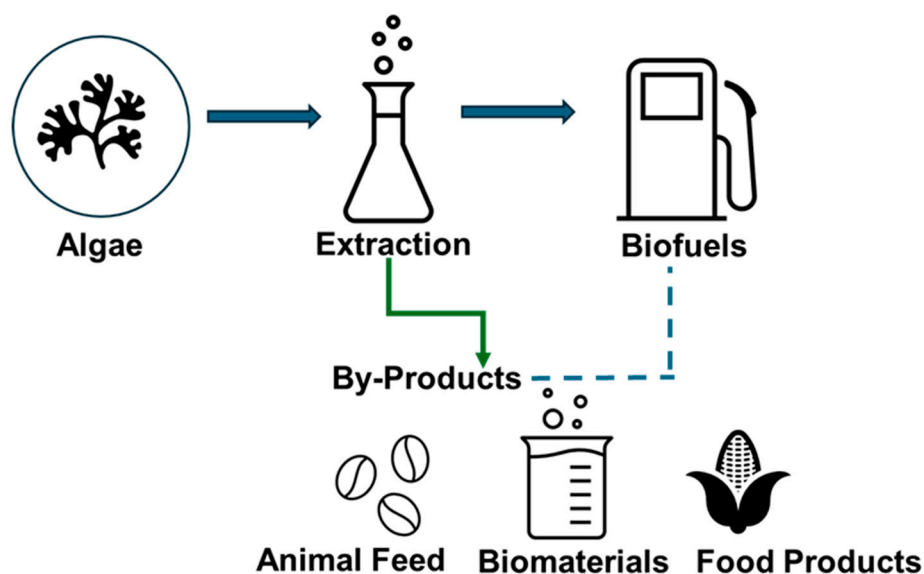 Algae
Extraction
Biofuels
By-Products
Animal Feed
Biomaterials
Food Products